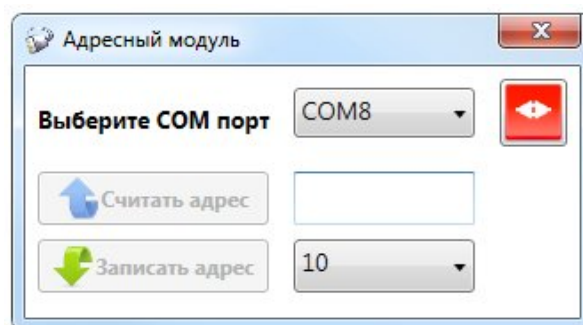 Адресный модуль
Выберите COM порт COM8
Считать адрес
Записать адрес 10